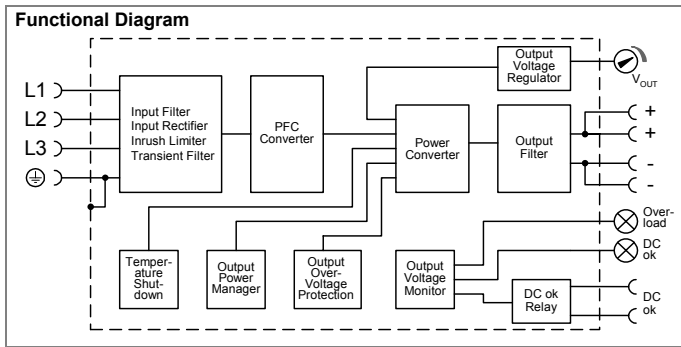 Functional Diagram
L1
L2
L3
Input Filter
Input Rectifier
Inrush Limiter
Transient Filter
PFC
Converter
Power
Converter
Output
Voltage
Regulator
VOUT
Output
Filter
+
+
-
-
Temper-
ature
Shut-
down
Output
Power
Manager
Output
Over-
Voltage
Protection
Output
Voltage
Monitor
DC ok
Relay
Over-
load
DC
ok
DC
ok